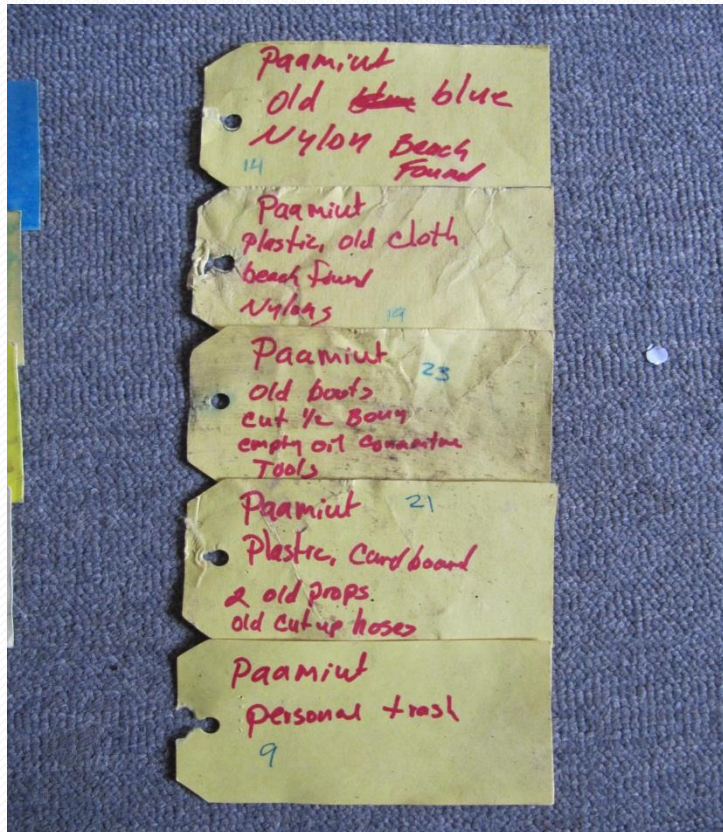 Paamiut
old blue
Nylon Beach
Found
14
Paamiut
plastic, old cloth
beach found
Nylons
19
Paamiut
23
old boots
cut 1/2
empty oil
Tools
Paamiut
21
Plastic, Cardboard
2 old props.
old cut up hoses
Paamiut
personal trash
9